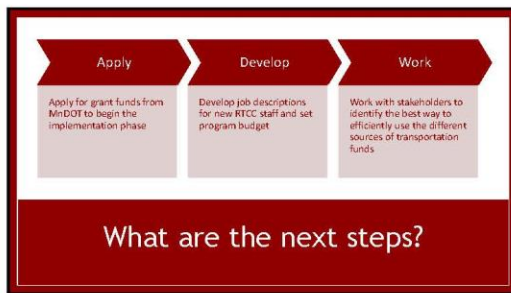 Apply
Develop
Work
Apply for grant funds from
MnDOT to begin the
implementation phase
Develop job descriptions
for new RTCC staff and set
program budget
Work with stakeholders to
identify the best way to
efficiently use the different
sources of transportation
funds
What are the next steps?